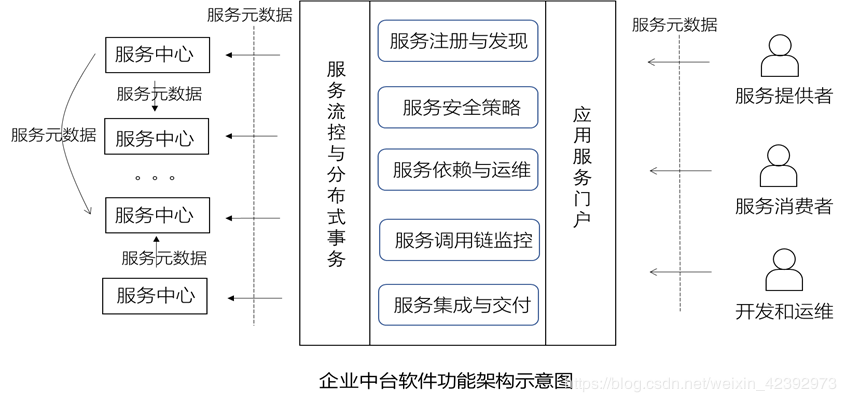 服务元数据
服务中心
服务元数据
服务元数据
服务中心
。。。
服务中心
服务元数据
服务中心
服务流控与分布式事务
服务注册与发现
服务安全策略
服务依赖与运维
服务调用链监控
服务集成与交付
应用服务门户
服务元数据
服务提供者
服务消费者
开发和运维
企业中台软件功能架构示意图
https://blog.csdn.net/weixin_42392973